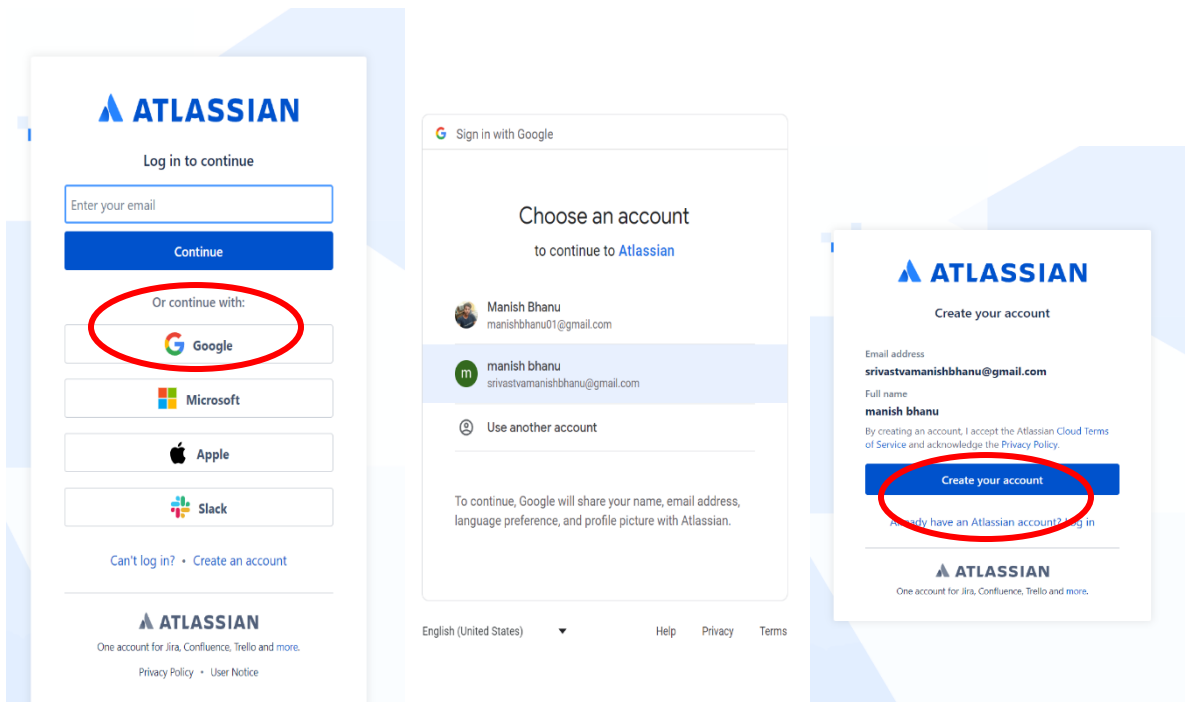 ATLASSIAN
Log in to continue
Enter your email
Continue
Or continue with:
Google
Microsoft
Apple
Slack
Can't log in? • Create an account
ATLASSIAN
One account for Jira, Confluence, Trello and more.
Privacy Policy • User Notice
Sign in with Google
Choose an account
to continue to Atlassian
Manish Bhanu
manishbhanu01@gmail.com
m
manish bhanu
srivastvamanishbhanu@gmail.com
Use another account
To continue, Google will share your name, email address,
language preference, and profile picture with Atlassian.
English (United States)
Help Privacy Terms
ATLASSIAN
Create your account
Email address
srivastvamanishbhanu@gmail.com
Full name
manish bhanu
By creating an account, I accept the Atlassian Cloud Terms
of Service and acknowledge the Privacy Policy.
Create your account
Already have an Atlassian account? Log in
ATLASSIAN
One account for Jira, Confluence, Trello and more.